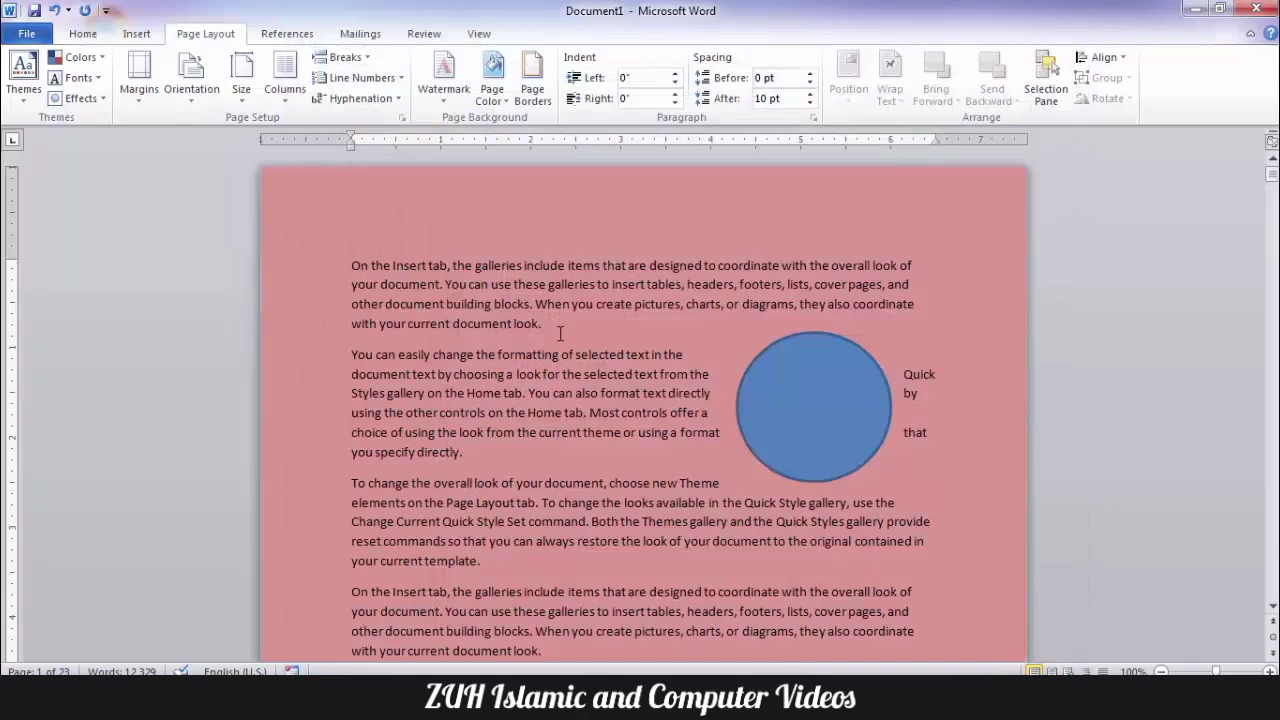 Document1 - Microsoft Word
File Home Insert Page Layout References Mailings Review View
Themes
Colors
Fonts
Effects
Themes
Margins
Orientation
Size
Columns
Breaks
Line Numbers
Hyphenation
Page Setup
Watermark
Page Color
Page Borders
Page Background
Indent
Left: 0"
Right: 0"
Spacing
Before: 0 pt
After: 10 pt
Paragraph
Position
Wrap Text
Bring Forward
Send Backward
Selection Pane
Align
Group
Rotate
Arrange
1 1 2 3 4 5 6 7
On the Insert tab, the galleries include items that are designed to coordinate with the overall look of
your document. You can use these galleries to insert tables, headers, footers, lists, cover pages, and
other document building blocks. When you create pictures, charts, or diagrams, they also coordinate
with your current document look.
You can easily change the formatting of selected text in the
document text by choosing a look for the selected text from the Quick
Styles gallery on the Home tab. You can also format text directly by
using the other controls on the Home tab. Most controls offer a
choice of using the look from the current theme or using a format that
you specify directly.
To change the overall look of your document, choose new Theme
elements on the Page Layout tab. To change the looks available in the Quick Style gallery, use the
Change Current Quick Style Set command. Both the Themes gallery and the Quick Styles gallery provide
reset commands so that you can always restore the look of your document to the original contained in
your current template.
On the Insert tab, the galleries include items that are designed to coordinate with the overall look of
your document. You can use these galleries to insert tables, headers, footers, lists, cover pages, and
other document building blocks. When you create pictures, charts, or diagrams, they also coordinate
with your current document look.
1
2
3
4
Page: 1 of 23 Words: 12,329 English (U.S.) 100%
ZUH Islamic and Computer Videos